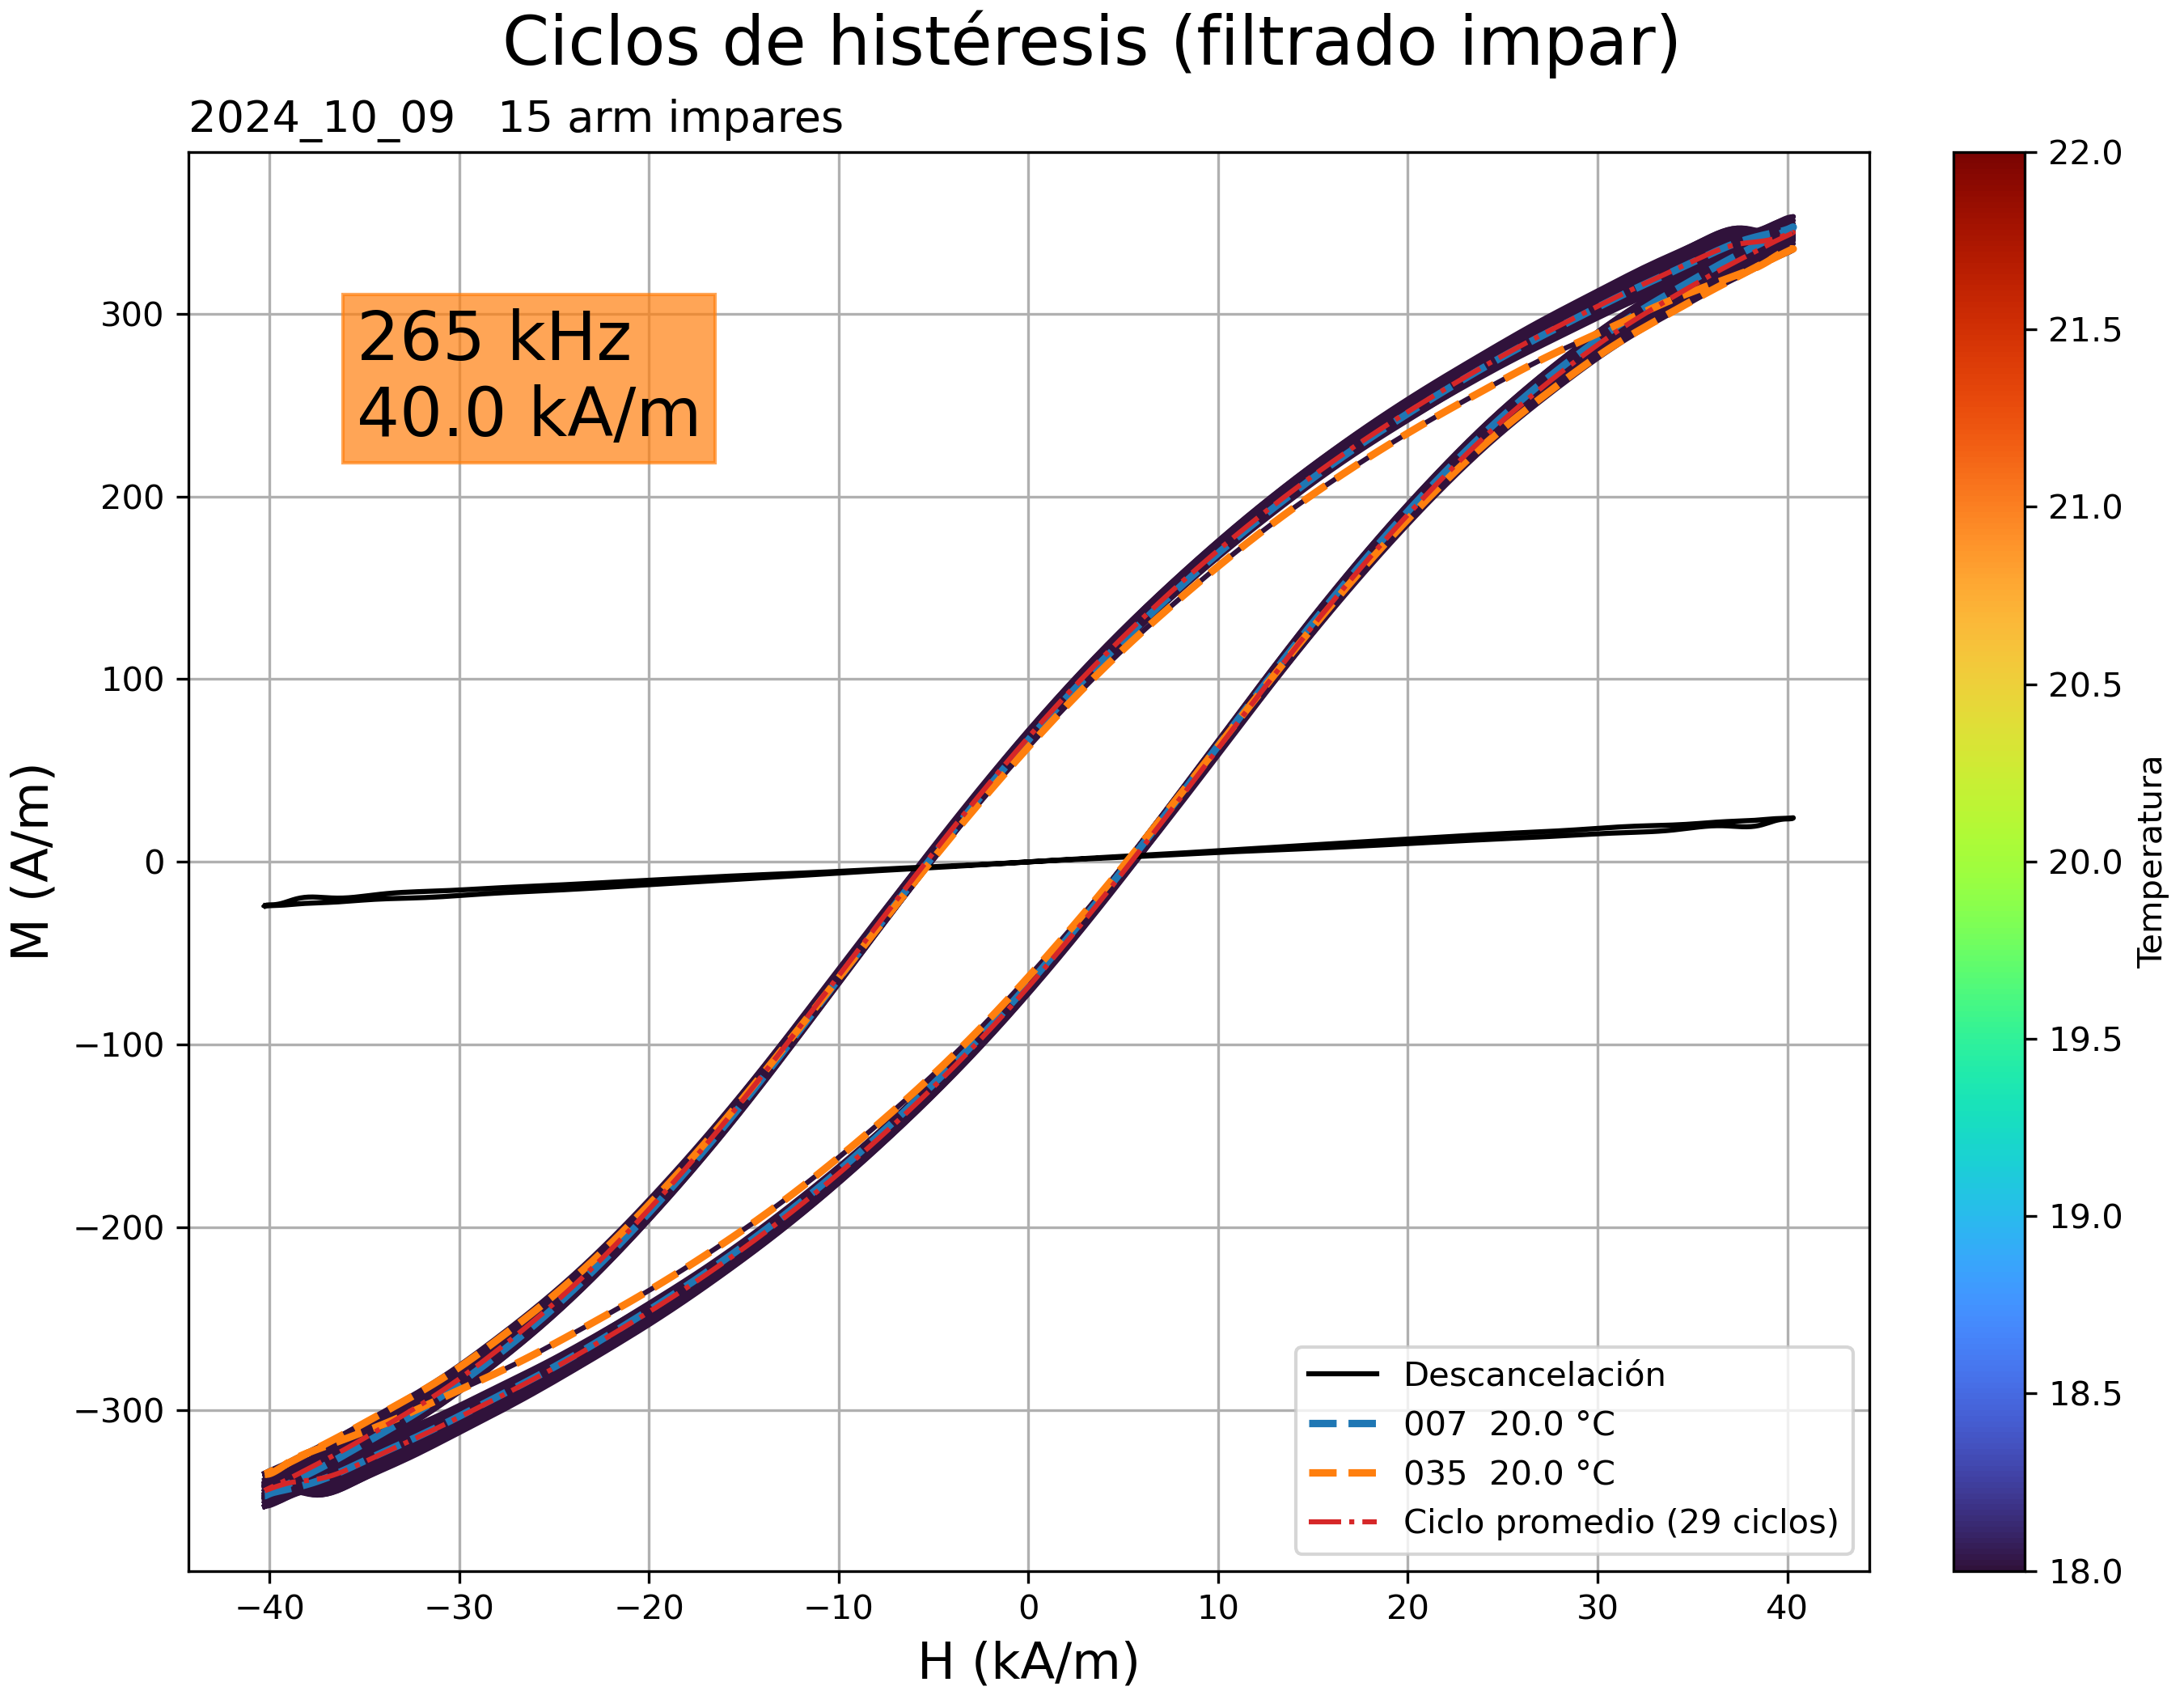 Ciclos de histéresis (filtrado impar)
2024_10_09   15 arm impares
265 kHz
40.0 kA/m
M (A/m)
300
200
100
0
−100
−200
−300
−40
−30
−20
−10
0
10
20
30
40
H (kA/m)
Descancelación
007  20.0 °C
035  20.0 °C
Ciclo promedio (29 ciclos)
22.0
21.5
21.0
20.5
20.0
19.5
19.0
18.5
18.0
Temperatura